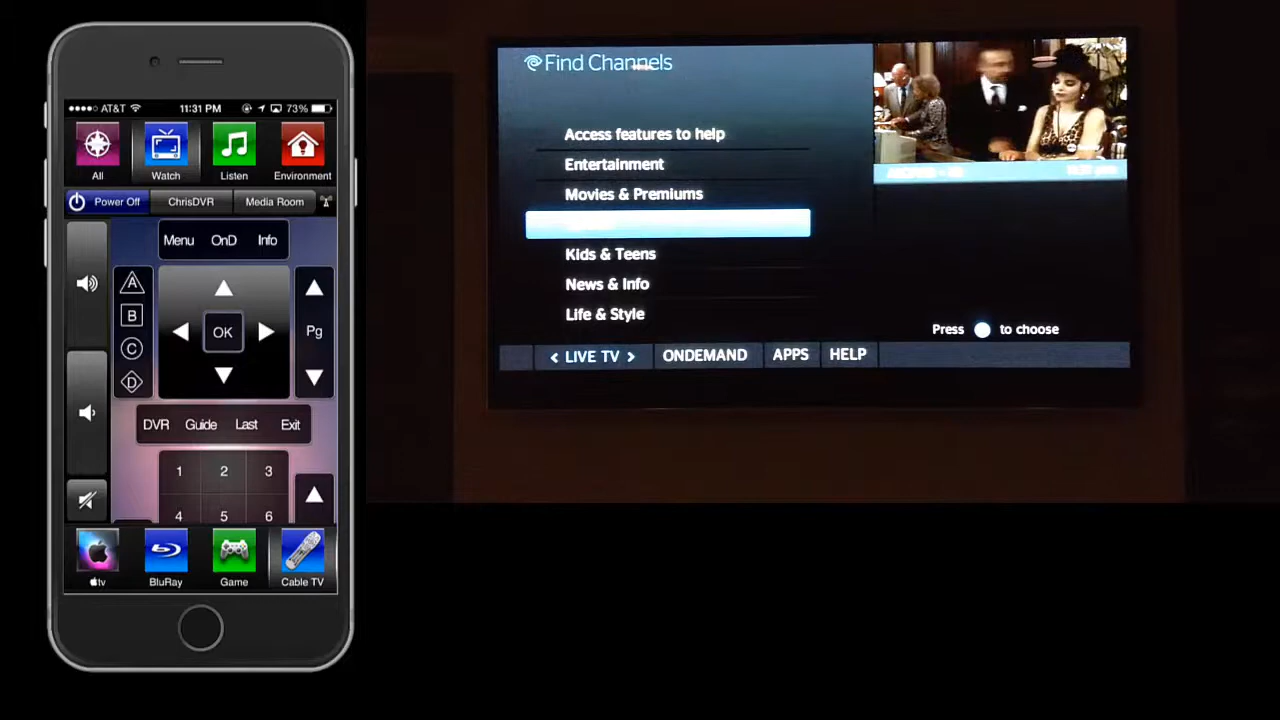 AT&T 11:31 PM 73%
All Watch Listen Environment
Power Off ChrisDVR Media Room
Menu OnD Info
A
B
OK
Pg
C
D
DVR Guide Last Exit
1 2 3
4 5 6
tv BluRay Game Cable TV
Find Channels
Access features to help
Entertainment
Movies & Premiums
Kids & Teens
News & Info
Life & Style
Press to choose
< LIVE TV > ONDEMAND APPS HELP